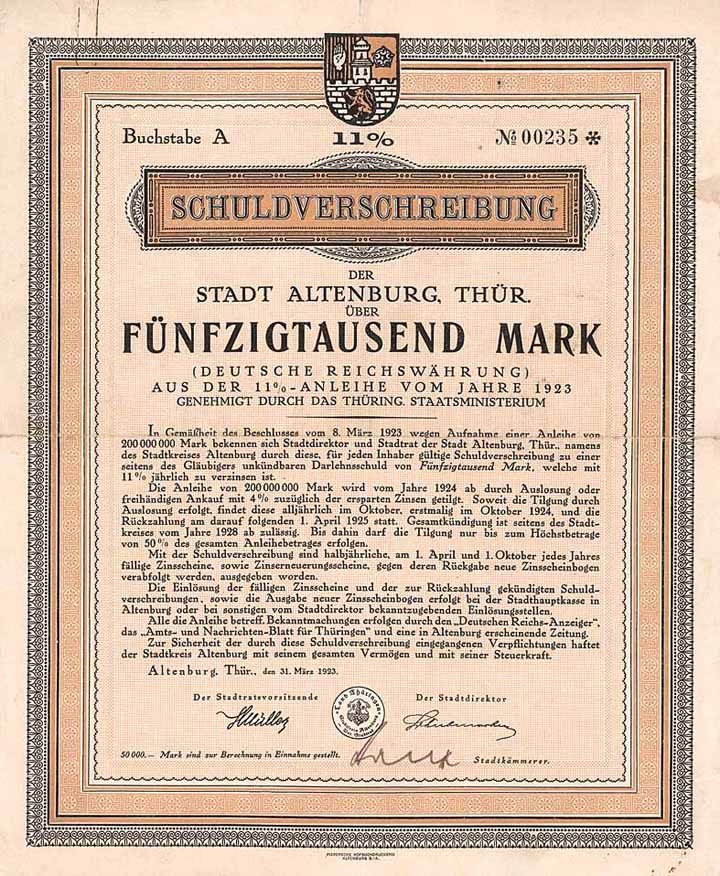 Buchstabe A 11% № 00235 *
SCHULDVERSCHREIBUNG
DER
STADT ALTENBURG, THÜR.
ÜBER
FÜNFZIGTAUSEND MARK
(DEUTSCHE REICHSWÄHRUNG)
AUS DER 11%-ANLEIHE VOM JAHRE 1923
GENEHMIGT DURCH DAS THÜRING. STAATSMINISTERIUM
In Gemäßheit des Beschlusses vom 8. März 1923 wegen Aufnahme einer Anleihe von
200 000 000 Mark bekennen sich Stadtdirektor und Stadtrat der Stadt Altenburg, Thür., namens
des Stadtkreises Altenburg durch diese, für jeden Inhaber gültige Schuldverschreibung zu einer
seitens des Gläubigers unkündbaren Darlehnsschuld von Fünfzigtausend Mark, welche mit
11% jährlich zu verzinsen ist.
Die Anleihe von 200 000 000 Mark wird vom Jahre 1924 ab durch Auslosung oder
freihändigen Ankauf mit 4% zuzüglich der ersparten Zinsen getilgt. Soweit die Tilgung durch
Auslosung erfolgt, findet diese alljährlich im Oktober, erstmalig im Oktober 1924, und die
Rückzahlung am darauf folgenden 1. April 1925 statt. Gesamtkündigung ist seitens des Stadt-
kreises vom Jahre 1928 ab zulässig. Bis dahin darf die Tilgung nur bis zum Höchstbetrage
von 50% des gesamten Anleihebetrages erfolgen.
Mit der Schuldverschreibung sind halbjährliche, am 1. April und 1. Oktober jedes Jahres
fällige Zinsscheine, sowie Zinserneuerungsscheine, gegen deren Rückgabe neue Zinsscheinbogen
verabfolgt werden, ausgegeben worden.
Die Einlösung der fälligen Zinsscheine und der zur Rückzahlung gekündigten Schuld-
verschreibungen, sowie die Ausgabe neuer Zinsscheinbogen erfolgt bei der Stadthauptkasse in
Altenburg oder bei sonstigen vom Stadtdirektor bekanntzugebenden Einlösungsstellen.
Alle die Anleihe betreff. Bekanntmachungen erfolgen durch den „Deutschen Reichs-Anzeiger",
das „Amts- und Nachrichten-Blatt für Thüringen" und eine in Altenburg erscheinende Zeitung.
Zur Sicherheit der durch diese Schuldverschreibung eingegangenen Verpflichtungen haftet
der Stadtkreis Altenburg mit seinem gesamten Vermögen und mit seiner Steuerkraft.
Altenburg, Thür., den 31. März 1923.
Der Stadtratsvorsitzende Der Stadtdirektor
Land Thüringen
50 000.— Mark sind zur Berechnung in Einnahme gestellt. Stadtkämmerer.
PIERERSCHE HOFBUCHDRUCKEREI
ALTENBURG S.-A.